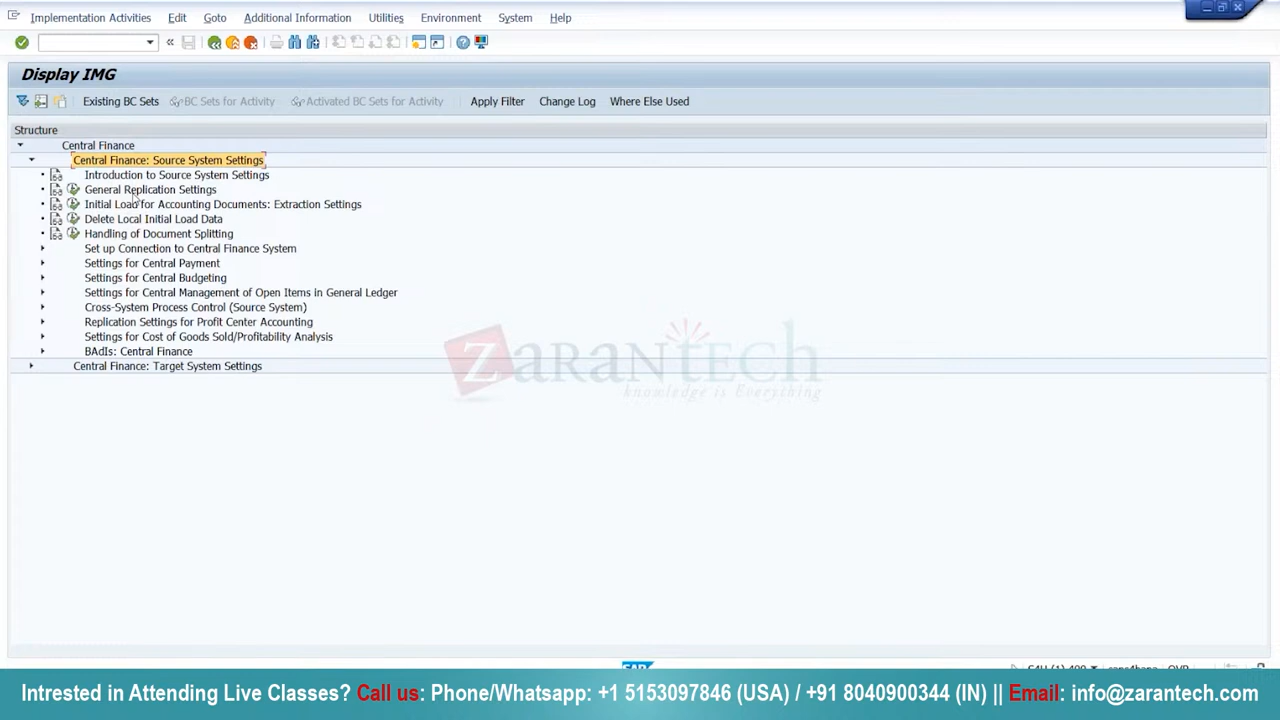 Implementation Activities Edit Goto Additional Information Utilities Environment System Help
Display IMG
Existing BC Sets BC Sets for Activity Activated BC Sets for Activity Apply Filter Change Log Where Else Used
Structure
Central Finance
Central Finance: Source System Settings
Introduction to Source System Settings
General Replication Settings
Initial Load for Accounting Documents: Extraction Settings
Delete Local Initial Load Data
Handling of Document Splitting
Set up Connection to Central Finance System
Settings for Central Payment
Settings for Central Budgeting
Settings for Central Management of Open Items in General Ledger
Cross-System Process Control (Source System)
Replication Settings for Profit Center Accounting
Settings for Cost of Goods Sold/Profitability Analysis
BAdIs: Central Finance
Central Finance: Target System Settings
ZaranTech
knowledge is Everything
SAP
Intrested in Attending Live Classes? Call us: Phone/Whatsapp: +1 5153097846 (USA) / +91 8040900344 (IN) || Email: info@zarantech.com